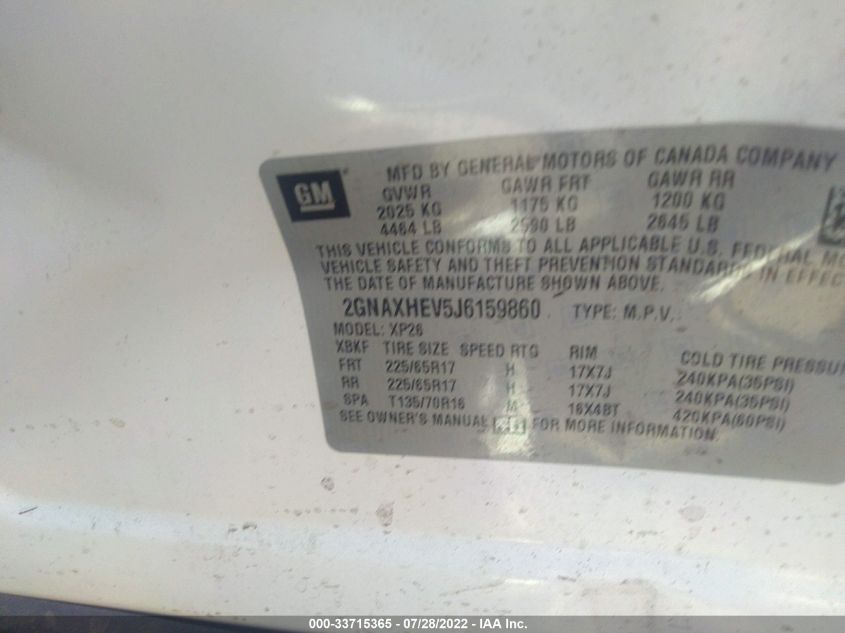 GM
MFD BY GENERAL MOTORS OF CANADA COMPANY
GVWR GAWR FRT GAWR RR
2025 KG 1175 KG 1200 KG
4464 LB 2590 LB 2645 LB
THIS VEHICLE CONFORMS TO ALL APPLICABLE U.S. FEDERAL MO
VEHICLE SAFETY AND THEFT PREVENTION STANDARDS IN EFFEC
THE DATE OF MANUFACTURE SHOWN ABOVE.
2GNAXHEV5J6159860 TYPE: M.P.V.
MODEL: XP26
XBKF TIRE SIZE SPEED RTG RIM COLD TIRE PRESSU
FRT 225/65R17 H 17X7J 240KPA(35PSI)
RR 225/65R17 H 17X7J 240KPA(35PSI)
SPA T135/70R16 M 16X4BT 420KPA(60PSI)
SEE OWNER'S MANUAL FOR MORE INFORMATION.
000-33715365 - 07/28/2022 - IAA Inc.